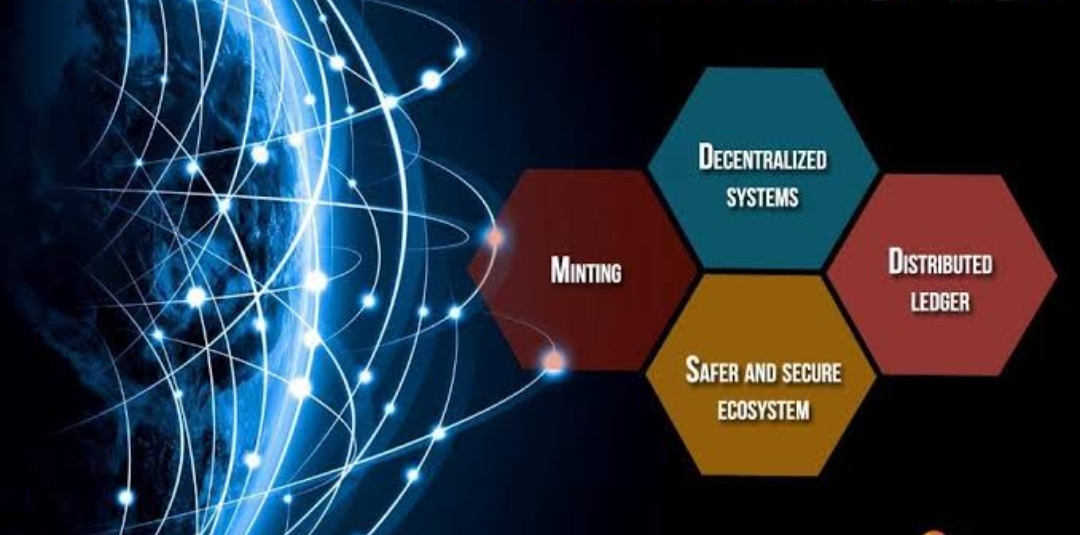 Decentralized
systems
Minting
Distributed
ledger
Safer and secure
ecosystem